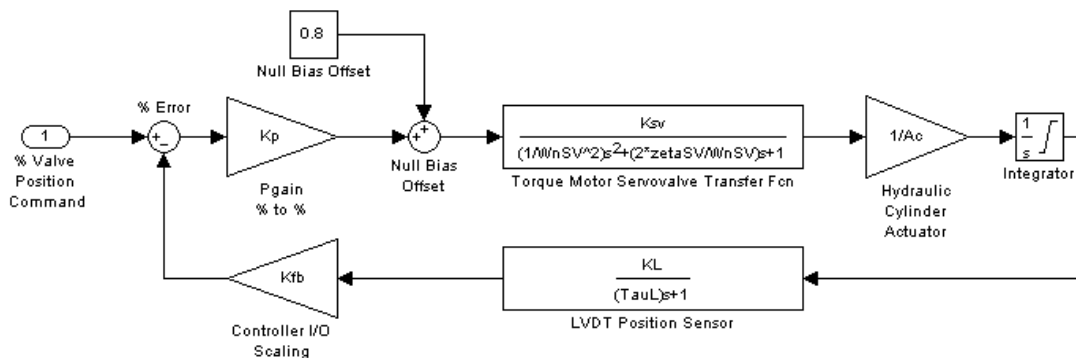 0.8
Null Bias Offset
% Error
1
% Valve
Position
Command
+
−
Kp
Pgain
% to %
+
+
Null Bias
Offset
Ksv
(1/WnSV^2)s²+(2*zetaSV/WnSV)s+1
Torque Motor Servovalve Transfer Fcn
1/Ac
Hydraulic
Cylinder
Actuator
1
s
Integrator
Kfb
Controller I/O
Scaling
KL
(TauL)s+1
LVDT Position Sensor